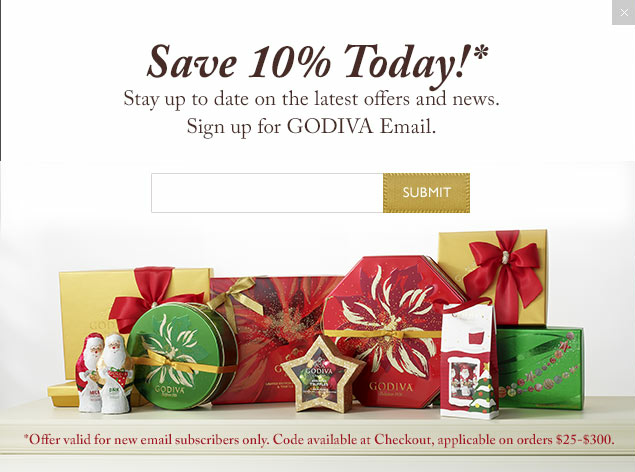 Save 10% Today!*
Stay up to date on the latest offers and news.
Sign up for GODIVA Email.
SUBMIT
GODIVA
GODIVA
GODIVA
*Offer valid for new email subscribers only. Code available at Checkout, applicable on orders $25-$300.